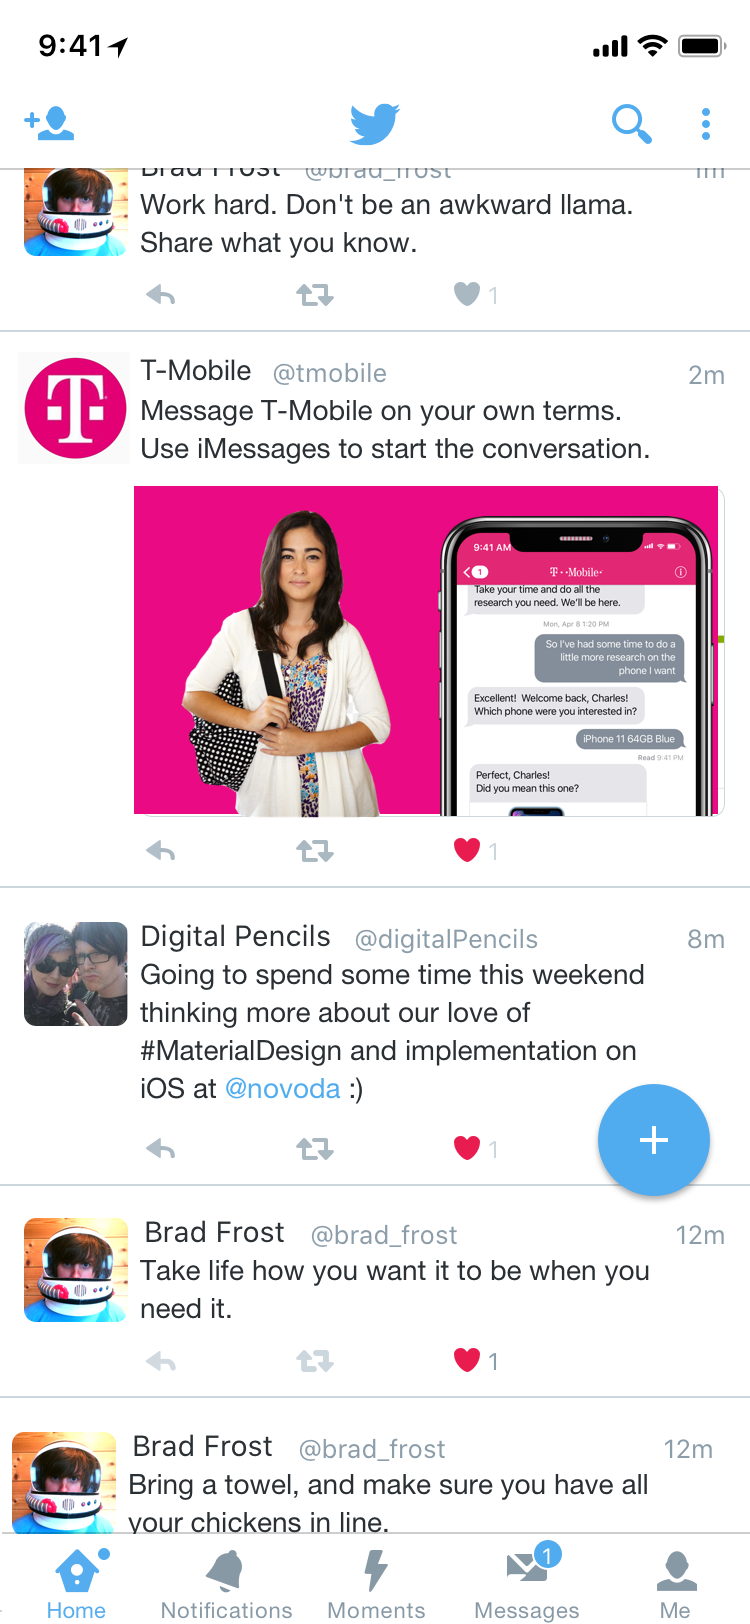 9:41
Brad Frost @brad_frost 1m
Work hard. Don't be an awkward llama.
Share what you know.
1
T-Mobile @tmobile 2m
Message T-Mobile on your own terms.
Use iMessages to start the conversation.
9:41 AM
1
T··Mobile·
Take your time and do all the
research you need. We'll be here.
Mon, Apr 8 1:20 PM
So I've had some time to do a
little more research on the
phone I want
Excellent! Welcome back, Charles!
Which phone were you interested in?
iPhone 11 64GB Blue
Read 9:41 PM
Perfect, Charles!
Did you mean this one?
1
Digital Pencils @digitalPencils 8m
Going to spend some time this weekend
thinking more about our love of
#MaterialDesign and implementation on
iOS at @novoda :)
1
Brad Frost @brad_frost 12m
Take life how you want it to be when you
need it.
1
Brad Frost @brad_frost 12m
Bring a towel, and make sure you have all
your chickens in line.
1
Home Notifications Moments Messages Me